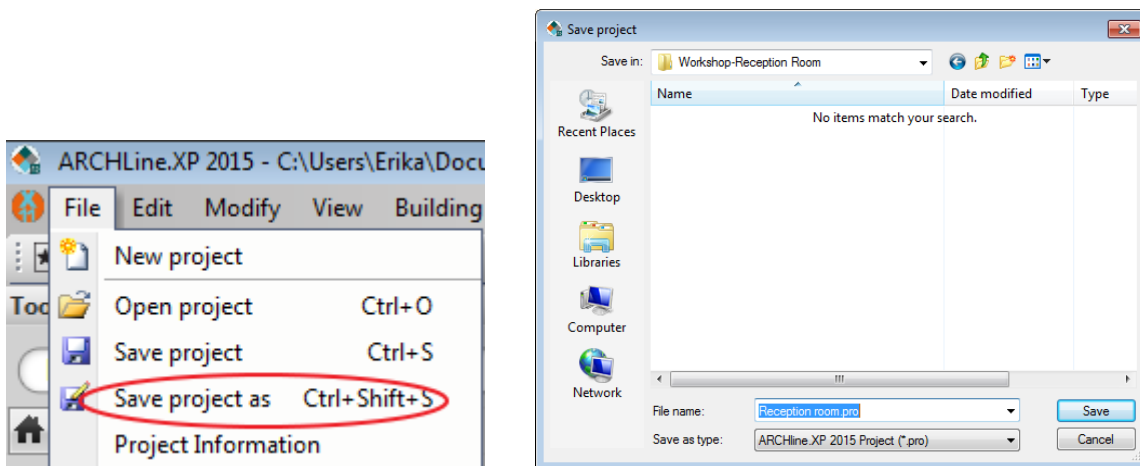 ARCHLine.XP 2015 - C:\Users\Erika\Docu
File Edit Modify View Building
New project
Too
Open project Ctrl+O
Save project Ctrl+S
Save project as Ctrl+Shift+S
Project Information
Save project
Save in: Workshop-Reception Room
Name Date modified Type
No items match your search.
Recent Places
Desktop
Libraries
Computer
Network
File name: Reception room.pro Save
Save as type: ARCHline.XP 2015 Project (*.pro) Cancel